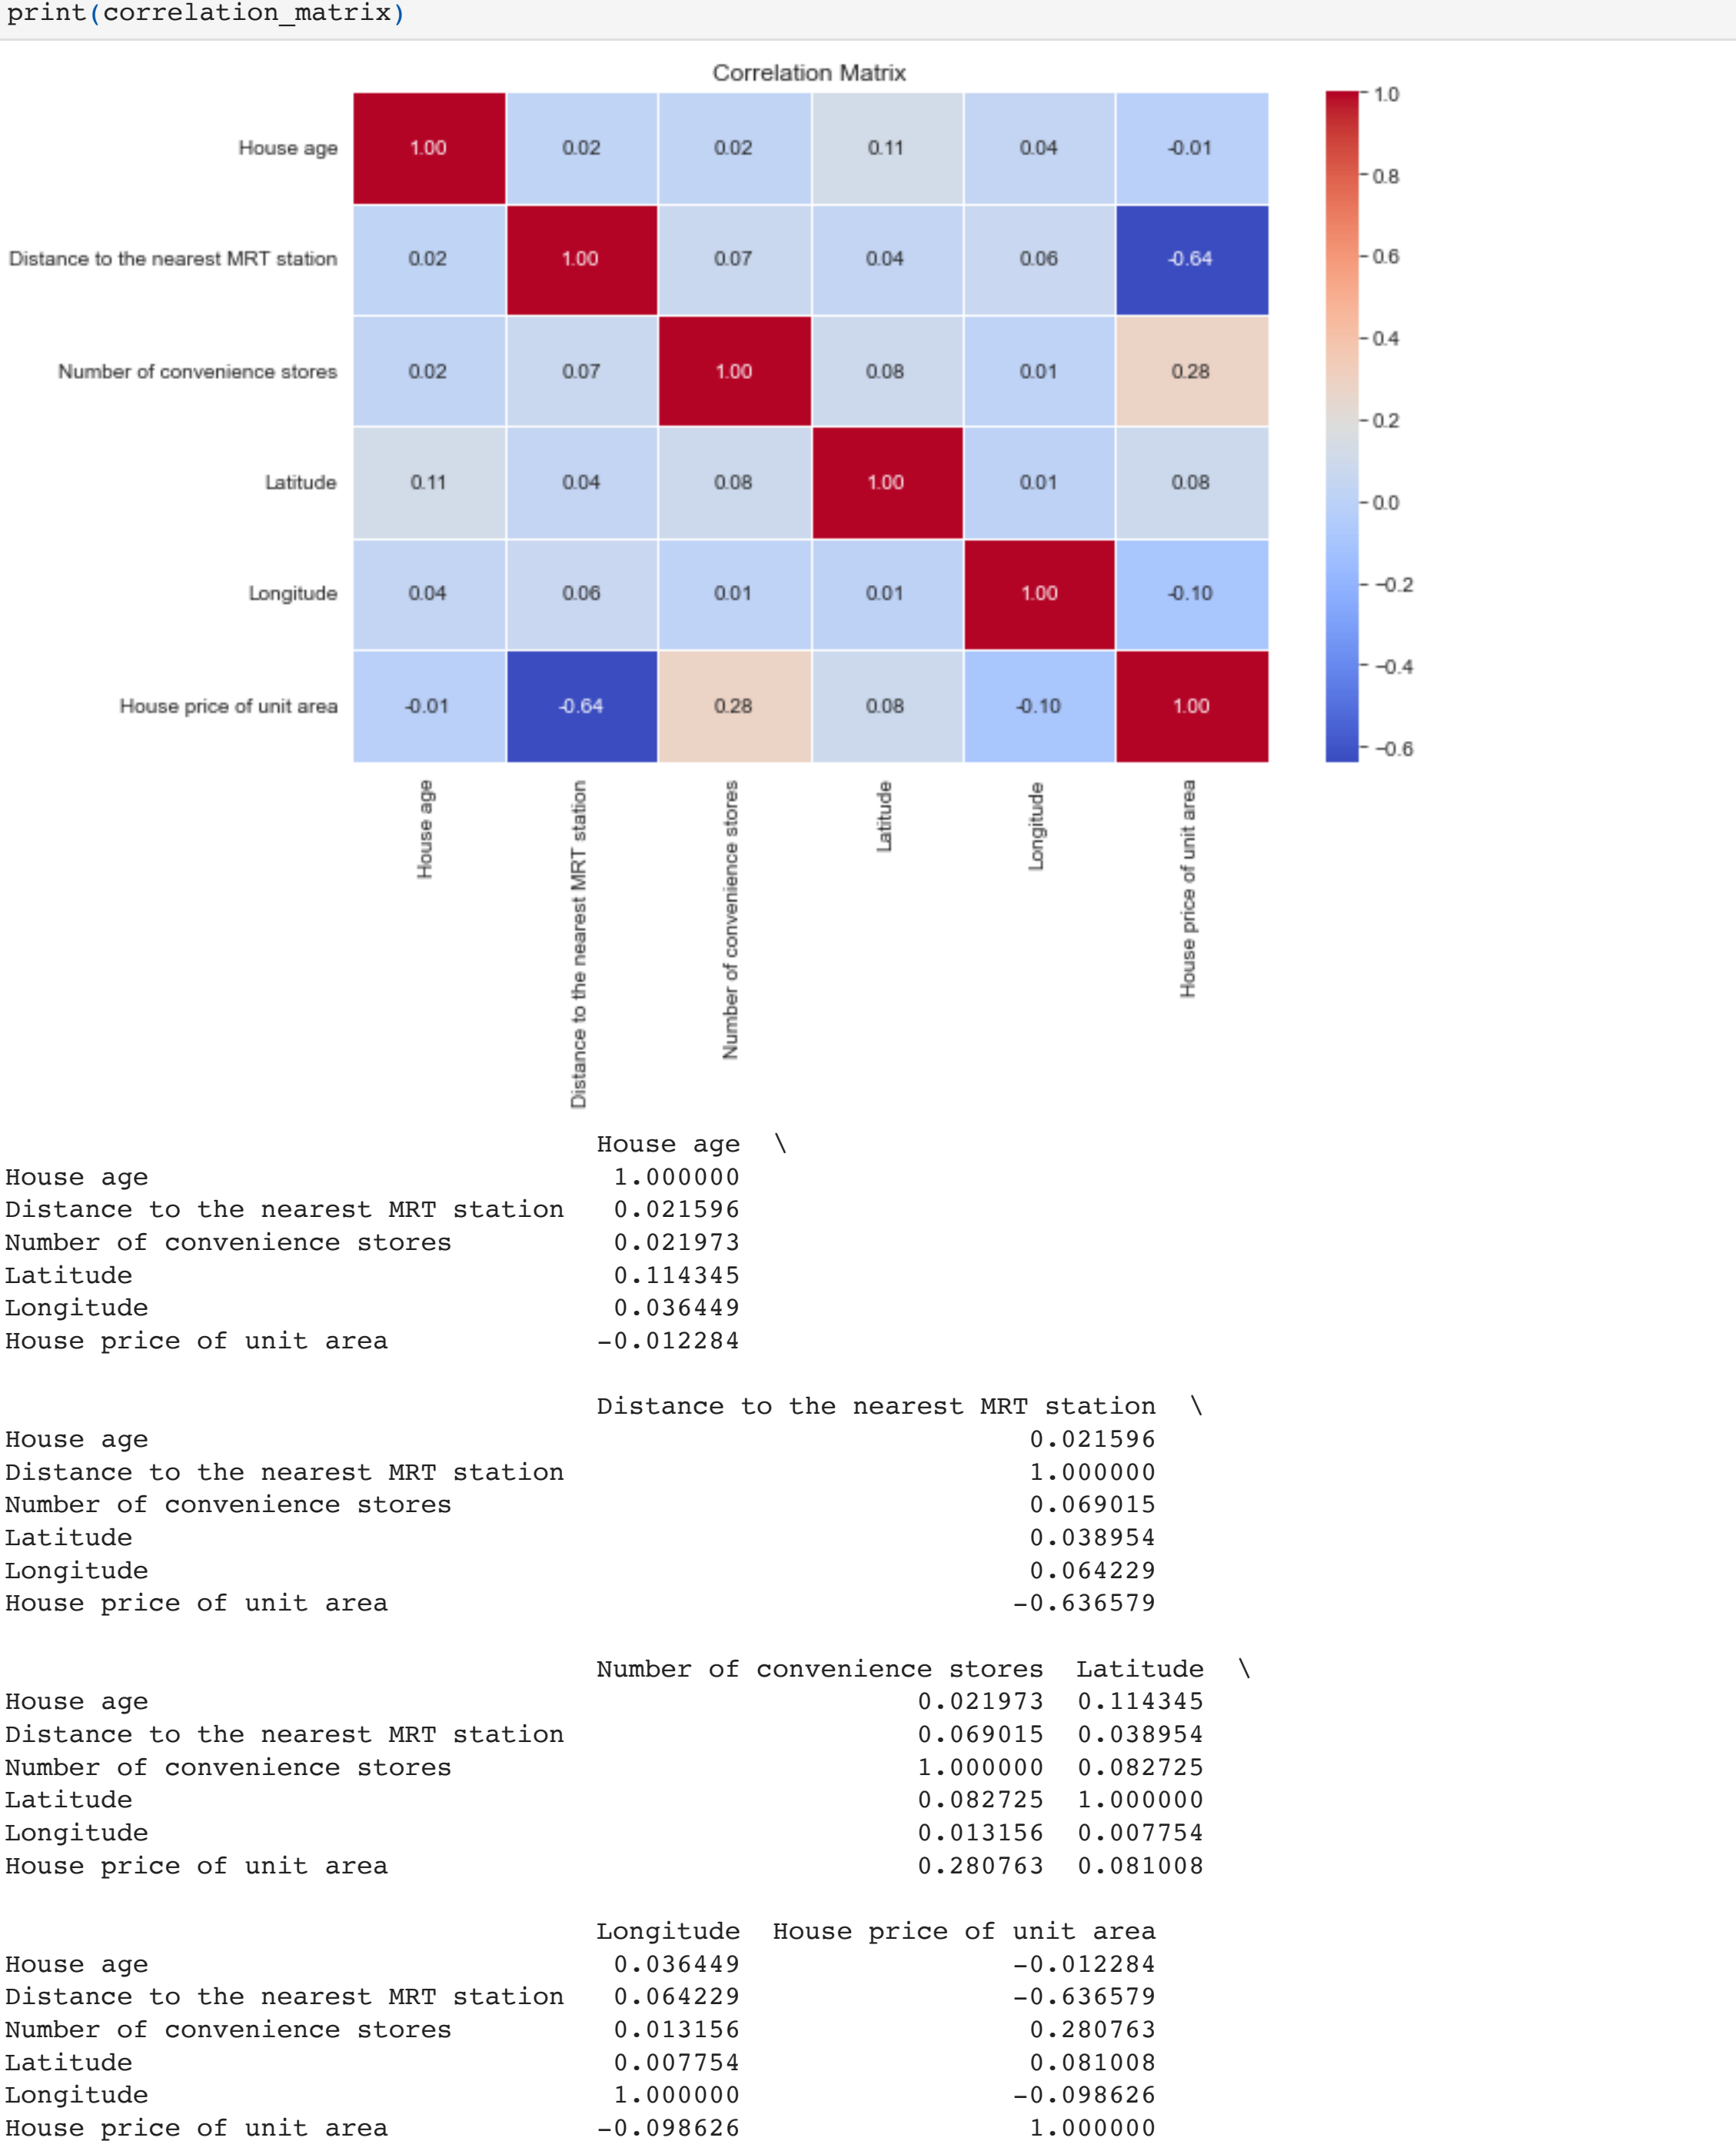 print(correlation_matrix)
Correlation Matrix
1.0
House age 1.00 0.02 0.02 0.11 0.04 -0.01
0.8
Distance to the nearest MRT station 0.02 1.00 0.07 0.04 0.06 -0.64
0.6
Number of convenience stores 0.02 0.07 1.00 0.08 0.01 0.28
0.4
0.2
Latitude 0.11 0.04 0.08 1.00 0.01 0.08
0.0
Longitude 0.04 0.06 0.01 0.01 1.00 -0.10
−0.2
−0.4
House price of unit area -0.01 -0.64 0.28 0.08 -0.10 1.00
−0.6
House age
Distance to the nearest MRT station
Number of convenience stores
Latitude
Longitude
House price of unit area
House age \
House age 1.000000
Distance to the nearest MRT station 0.021596
Number of convenience stores 0.021973
Latitude 0.114345
Longitude 0.036449
House price of unit area -0.012284
Distance to the nearest MRT station \
House age 0.021596
Distance to the nearest MRT station 1.000000
Number of convenience stores 0.069015
Latitude 0.038954
Longitude 0.064229
House price of unit area -0.636579
Number of convenience stores Latitude \
House age 0.021973 0.114345
Distance to the nearest MRT station 0.069015 0.038954
Number of convenience stores 1.000000 0.082725
Latitude 0.082725 1.000000
Longitude 0.013156 0.007754
House price of unit area 0.280763 0.081008
Longitude House price of unit area
House age 0.036449 -0.012284
Distance to the nearest MRT station 0.064229 -0.636579
Number of convenience stores 0.013156 0.280763
Latitude 0.007754 0.081008
Longitude 1.000000 -0.098626
House price of unit area -0.098626 1.000000